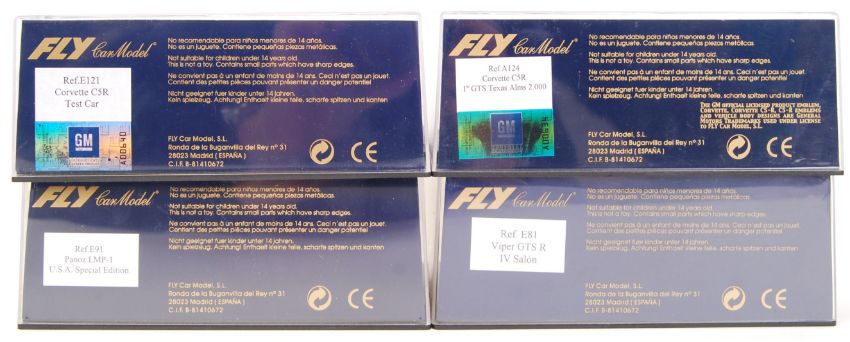 FLY Car Model
Ref.E121
Corvette C5R
Test Car
GM
A00690
No recomendable para niños menores de 14 años.
No es un juguete. Contiene pequeñas piezas metálicas.
Not suitable for children under 14 years old.
This is not a toy. Contains small parts which have sharp edges.
Ne convient pas à un enfant de moins de 14 ans. Ceci n'est pas un jouet.
Contient des petites pièces pouvant présenter un danger potentiel
Nicht geeignet fuer kinder unter 14 Jahren.
Kein spielzeug. Achtung! Enthaelt kleine teile, scharfe spitzen und kanten
FLY Car Model, S.L.
Ronda de la Buganvilla del Rey nº 31
28023 Madrid ( ESPAÑA )
C.I.F. B-81410672
CE
FLY Car Model
Ref.A124
Corvette C5R
1º GTS Texas Alms 2.000
GM
No recomendable para niños menores de 14 años.
No es un juguete. Contiene pequeñas piezas metálicas.
Not suitable for children under 14 years old.
This is not a toy. Contains small parts which have sharp edges.
Ne convient pas à un enfant de moins de 14 ans. Ceci n'est pas un jouet.
Contient des petites pièces pouvant présenter un danger potentiel
Nicht geeignet fuer kinder unter 14 Jahren.
Kein spielzeug. Achtung! Enthaelt kleine teile, scharfe spitzen und kanten
THE GM OFFICIAL LICENSED PRODUCT EMBLEM,
CORVETTE, CORVETTE C5-R, C5-R EMBLEMS
AND VEHICLE BODY DESIGNS ARE GENERAL
MOTORS TRADEMARKS USED UNDER LICENSE
TO FLY CAR MODEL, S.L.
FLY Car Model, S.L.
Ronda de la Buganvilla del Rey nº 31
28023 Madrid ( ESPAÑA )
C.I.F. B-81410672
CE
FLY Car Model
Ref.E91
Panoz LMP-1
U.S.A. Special Edition
No recomendable para niños menores de 14 años.
No es un juguete. Contiene pequeñas piezas metálicas.
Not suitable for children under 14 years old.
This is not a toy. Contains small parts which have sharp edges.
Ne convient pas à un enfant de moins de 14 ans. Ceci n'est pas un jouet.
Contient des petites pièces pouvant présenter un danger potentiel
Nicht geeignet fuer kinder unter 14 Jahren.
Kein spielzeug. Achtung! Enthaelt kleine teile, scharfe spitzen und kanten
FLY Car Model, S.L.
Ronda de la Buganvilla del Rey nº 31
28023 Madrid ( ESPAÑA )
C.I.F. B-81410672
CE
FLY Car Model
Ref. E81
Viper GTS R
IV Salón
No recomendable para niños menores de 14 años.
No es un juguete. Contiene pequeñas piezas metálicas.
Not suitable for children under 14 years old.
This is not a toy. Contains small parts which have sharp edges.
Ne convient pas à un enfant de moins de 14 ans. Ceci n'est pas un jouet.
Contient des petites pièces pouvant présenter un danger potentiel
Nicht geeignet fuer kinder unter 14 Jahren.
Kein spielzeug. Achtung! Enthaelt kleine teile, scharfe spitzen und kanten
FLY Car Model, S.L.
Ronda de la Buganvilla del Rey nº 31
28023 Madrid ( ESPAÑA )
C.I.F. B-81410672
CE